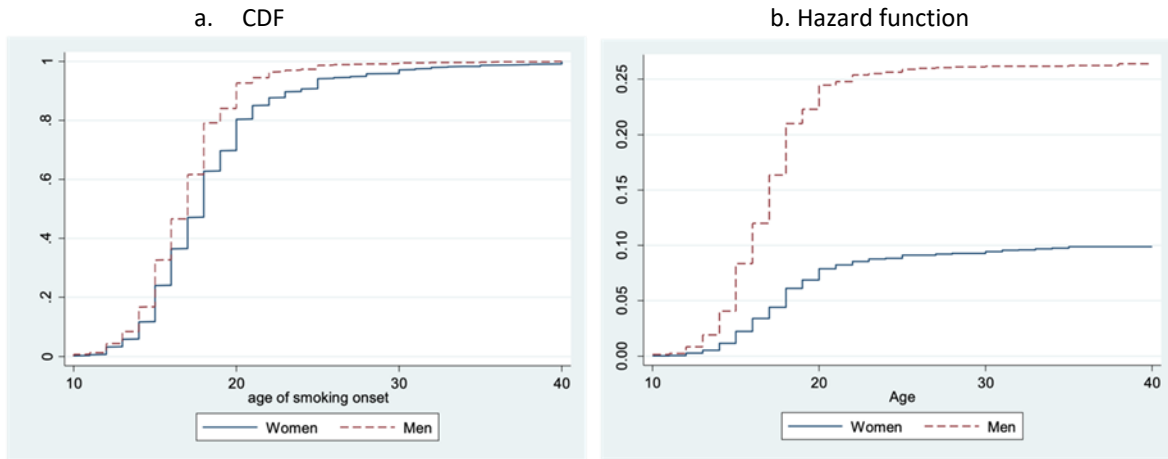 a. CDF
b. Hazard function
1
.8
.6
.4
.2
0
10
20
30
40
age of smoking onset
Women
Men
0.25
0.20
0.15
0.10
0.05
0.00
10
20
30
40
Age
Women
Men